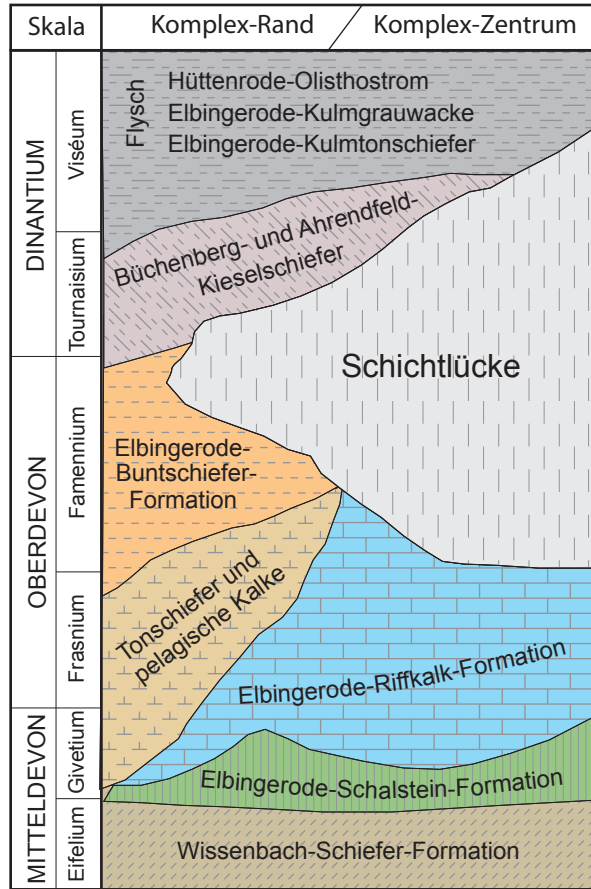 Skala
Komplex-Rand
Komplex-Zentrum
DINANTIUM
Viséum
Tournaisium
OBERDEVON
Famennium
Frasnium
MITTELDEVON
Givetium
Eifelium
Flysch
Hüttenrode-Olisthostrom
Elbingerode-Kulmgrauwacke
Elbingerode-Kulmtonschiefer
Büchenberg- und Ahrendfeld-
Kieselschiefer
Schichtlücke
Elbingerode-
Buntschiefer-
Formation
Tonschiefer und
pelagische Kalke
Elbingerode-Riffkalk-Formation
Elbingerode-Schalstein-Formation
Wissenbach-Schiefer-Formation